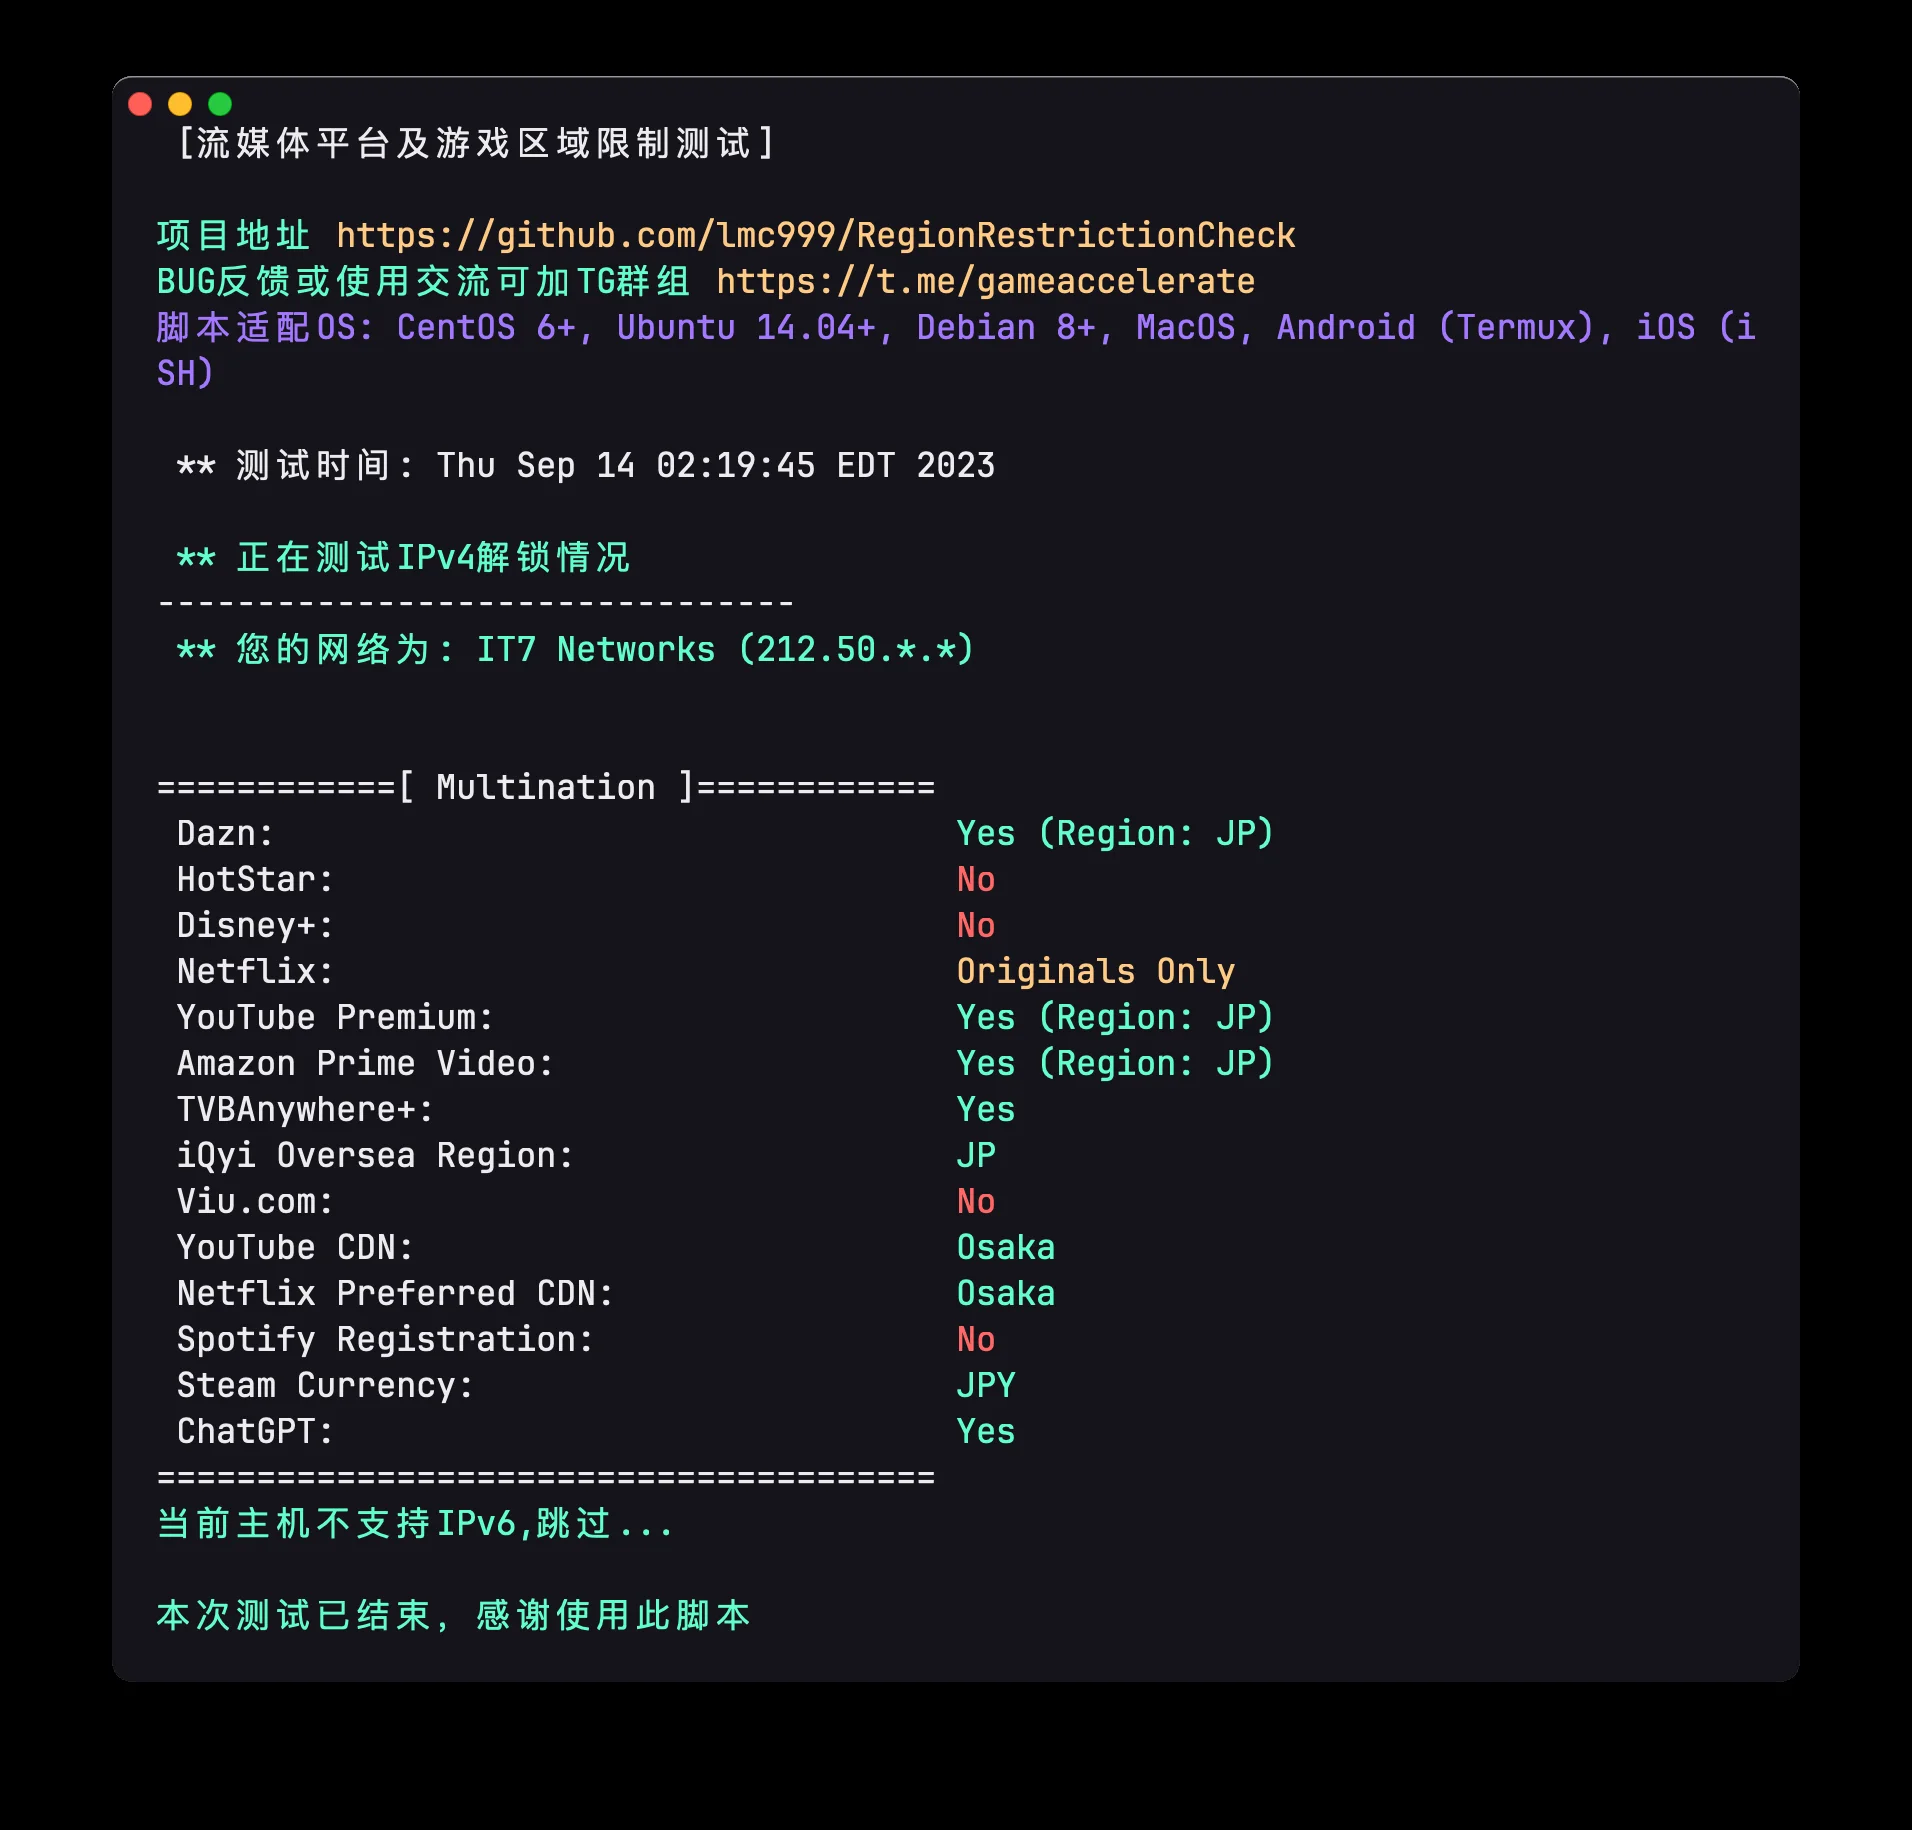 [流媒体平台及游戏区域限制测试]
项目地址 https://github.com/lmc999/RegionRestrictionCheck
BUG反馈或使用交流可加TG群组 https://t.me/gameaccelerate
脚本适配OS: CentOS 6+, Ubuntu 14.04+, Debian 8+, MacOS, Android (Termux), iOS (i
SH)
** 测试时间: Thu Sep 14 02:19:45 EDT 2023
** 正在测试IPv4解锁情况
--------------------------------
** 您的网络为: IT7 Networks (212.50.*.*)
============[ Multination ]============
Dazn: Yes (Region: JP)
HotStar: No
Disney+: No
Netflix: Originals Only
YouTube Premium: Yes (Region: JP)
Amazon Prime Video: Yes (Region: JP)
TVBAnywhere+: Yes
iQyi Oversea Region: JP
Viu.com: No
YouTube CDN: Osaka
Netflix Preferred CDN: Osaka
Spotify Registration: No
Steam Currency: JPY
ChatGPT: Yes
=======================================
当前主机不支持IPv6,跳过...
本次测试已结束，感谢使用此脚本